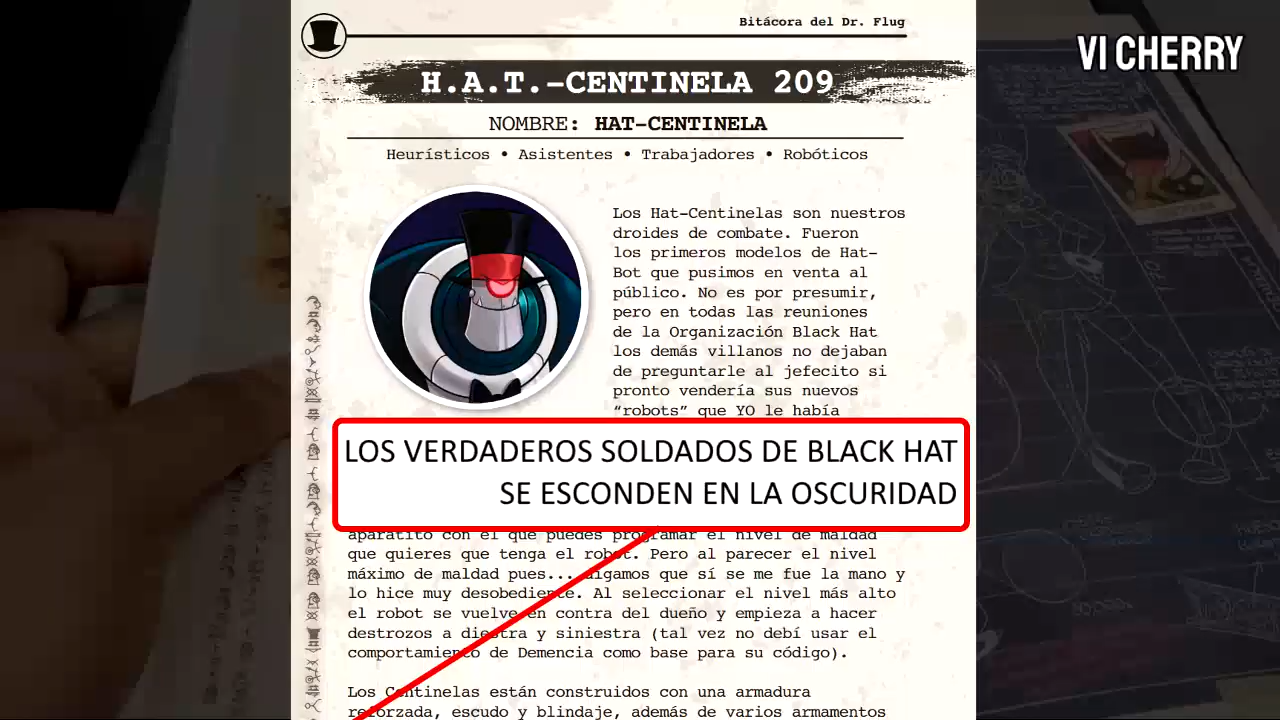 Bitácora del Dr. Flug
VI CHERRY
H.A.T.-CENTINELA 209
NOMBRE: HAT-CENTINELA
Heurísticos • Asistentes • Trabajadores • Robóticos
Los Hat-Centinelas son nuestros
droides de combate. Fueron
los primeros modelos de Hat-
Bot que pusimos en venta al
público. No es por presumir,
pero en todas las reuniones
de la Organización Black Hat
los demás villanos no dejaban
de preguntarle al jefecito si
pronto vendería sus nuevos
“robots” que YO le había
LOS VERDADEROS SOLDADOS DE BLACK HAT
SE ESCONDEN EN LA OSCURIDAD
aparatito con el que puedes programar el nivel de maldad
que quieres que tenga el robot. Pero al parecer el nivel
máximo de maldad pues... digamos que sí se me fue la mano y
lo hice muy desobediente. Al seleccionar el nivel más alto
el robot se vuelve en contra del dueño y empieza a hacer
destrozos a diestra y siniestra (tal vez no debí usar el
comportamiento de Demencia como base para su código).
Los Centinelas están construidos con una armadura
reforzada, escudo y blindaje, además de varios armamentos